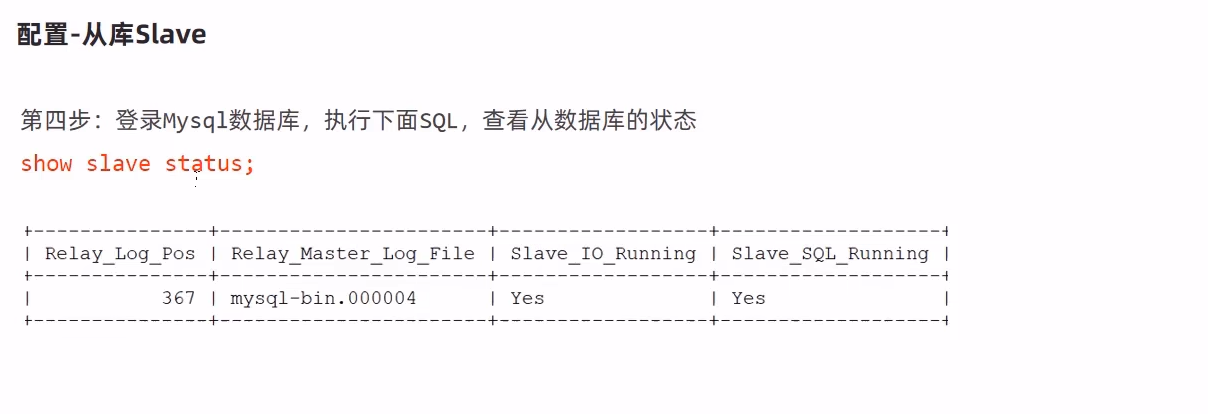 配置-从库Slave
第四步：登录Mysql数据库，执行下面SQL，查看从数据库的状态
show slave status;
+---------------+-----------------------+------------------+-------------------+
| Relay_Log_Pos | Relay_Master_Log_File | Slave_IO_Running | Slave_SQL_Running |
+---------------+-----------------------+------------------+-------------------+
|           367 | mysql-bin.000004      | Yes              | Yes               |
+---------------+-----------------------+------------------+-------------------+